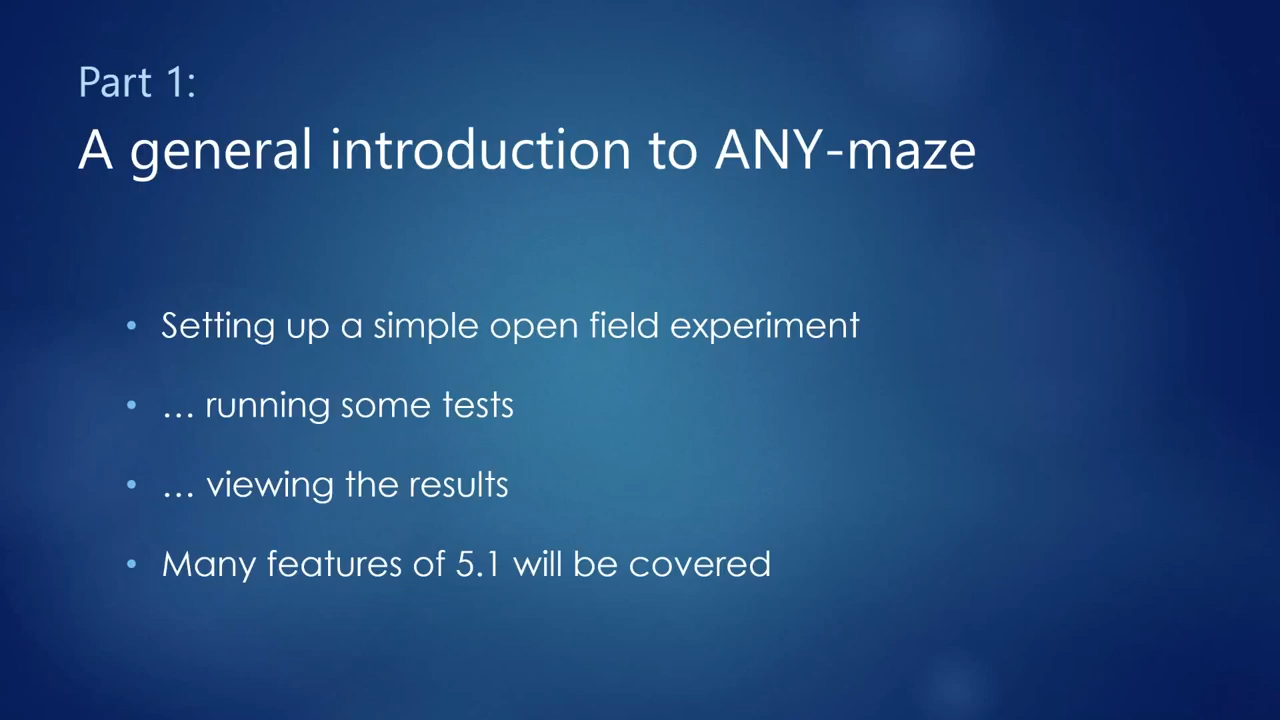 Part 1:
A general introduction to ANY-maze
• Setting up a simple open field experiment
• … running some tests
• … viewing the results
• Many features of 5.1 will be covered